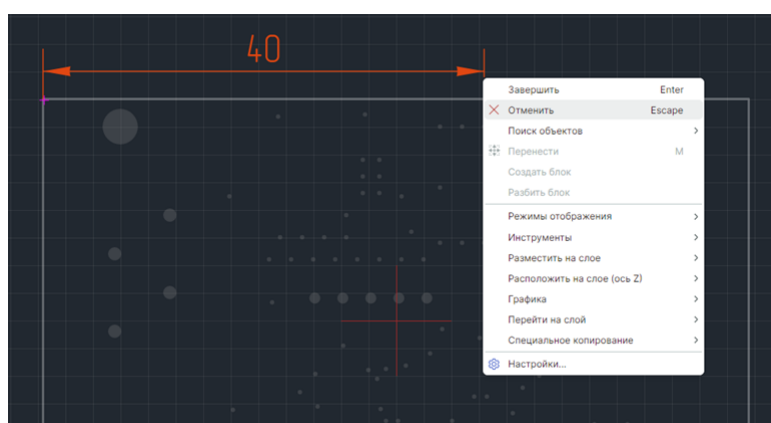 40
Завершить Enter
Отменить Escape
Поиск объектов
Перенести M
Создать блок
Разбить блок
Режимы отображения
Инструменты
Разместить на слое
Расположить на слое (ось Z)
Графика
Перейти на слой
Специальное копирование
Настройки...